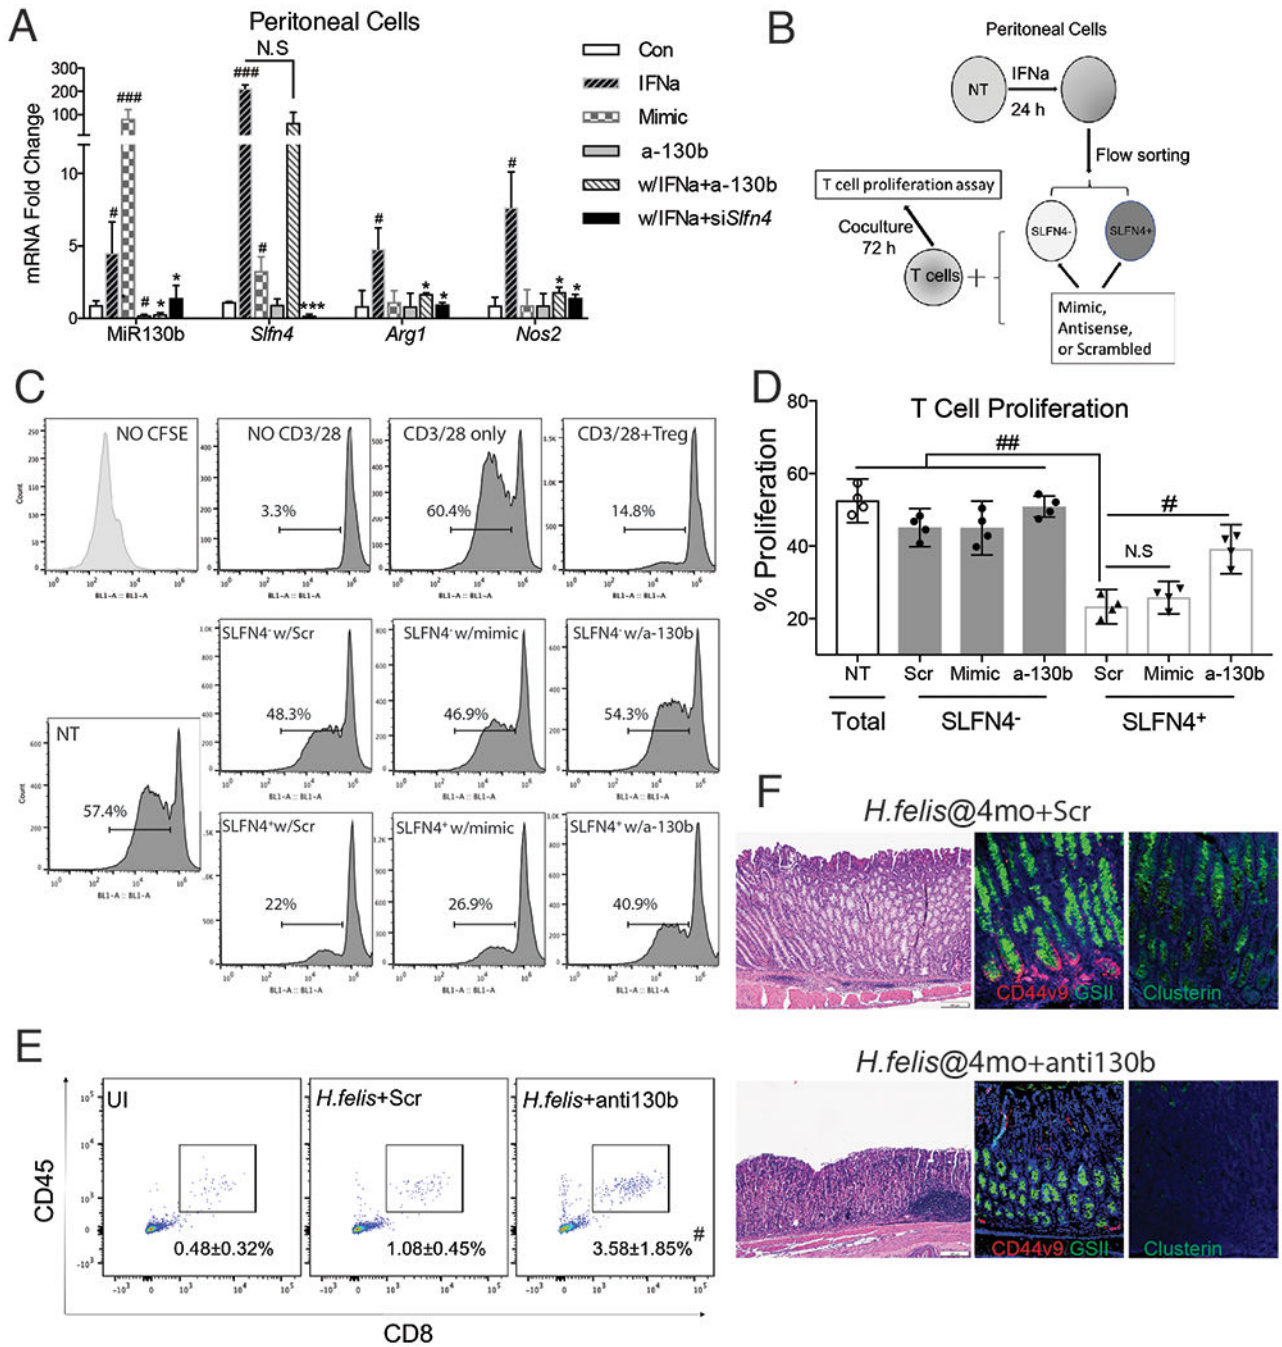 A
Peritoneal Cells
N.S
mRNA Fold Change
300
200
100
10
5
0
###
#
###
#
#
*
*
###
#
***
#
*
*
#
*
*
MiR130b
Slfn4
Arg1
Nos2
Con
IFNa
Mimic
a-130b
w/IFNa+a-130b
w/IFNa+siSlfn4
B
Peritoneal Cells
NT
IFNa
24 h
Flow sorting
T cell proliferation assay
Coculture
72 h
SLFN4-
SLFN4+
T cells
+
Mimic,
Antisense,
or Scrambled
C
NO CFSE
NO CD3/28
3.3%
CD3/28 only
60.4%
CD3/28+Treg
14.8%
SLFN4- w/Scr
48.3%
SLFN4- w/mimic
46.9%
SLFN4- w/a-130b
54.3%
NT
57.4%
SLFN4+ w/Scr
22%
SLFN4+ w/mimic
26.9%
SLFN4+ w/a-130b
40.9%
Count
BL1-A :: BL1-A
D
T Cell Proliferation
% Proliferation
80
60
40
20
##
#
N.S
NT
Scr
Mimic
a-130b
Scr
Mimic
a-130b
Total
SLFN4-
SLFN4+
E
CD45
UI
0.48±0.32%
H.felis+Scr
1.08±0.45%
H.felis+anti130b
3.58±1.85%
#
CD8
F
H.felis@4mo+Scr
CD44v9 GSII
Clusterin
H.felis@4mo+anti130b
CD44v9 GSII
Clusterin